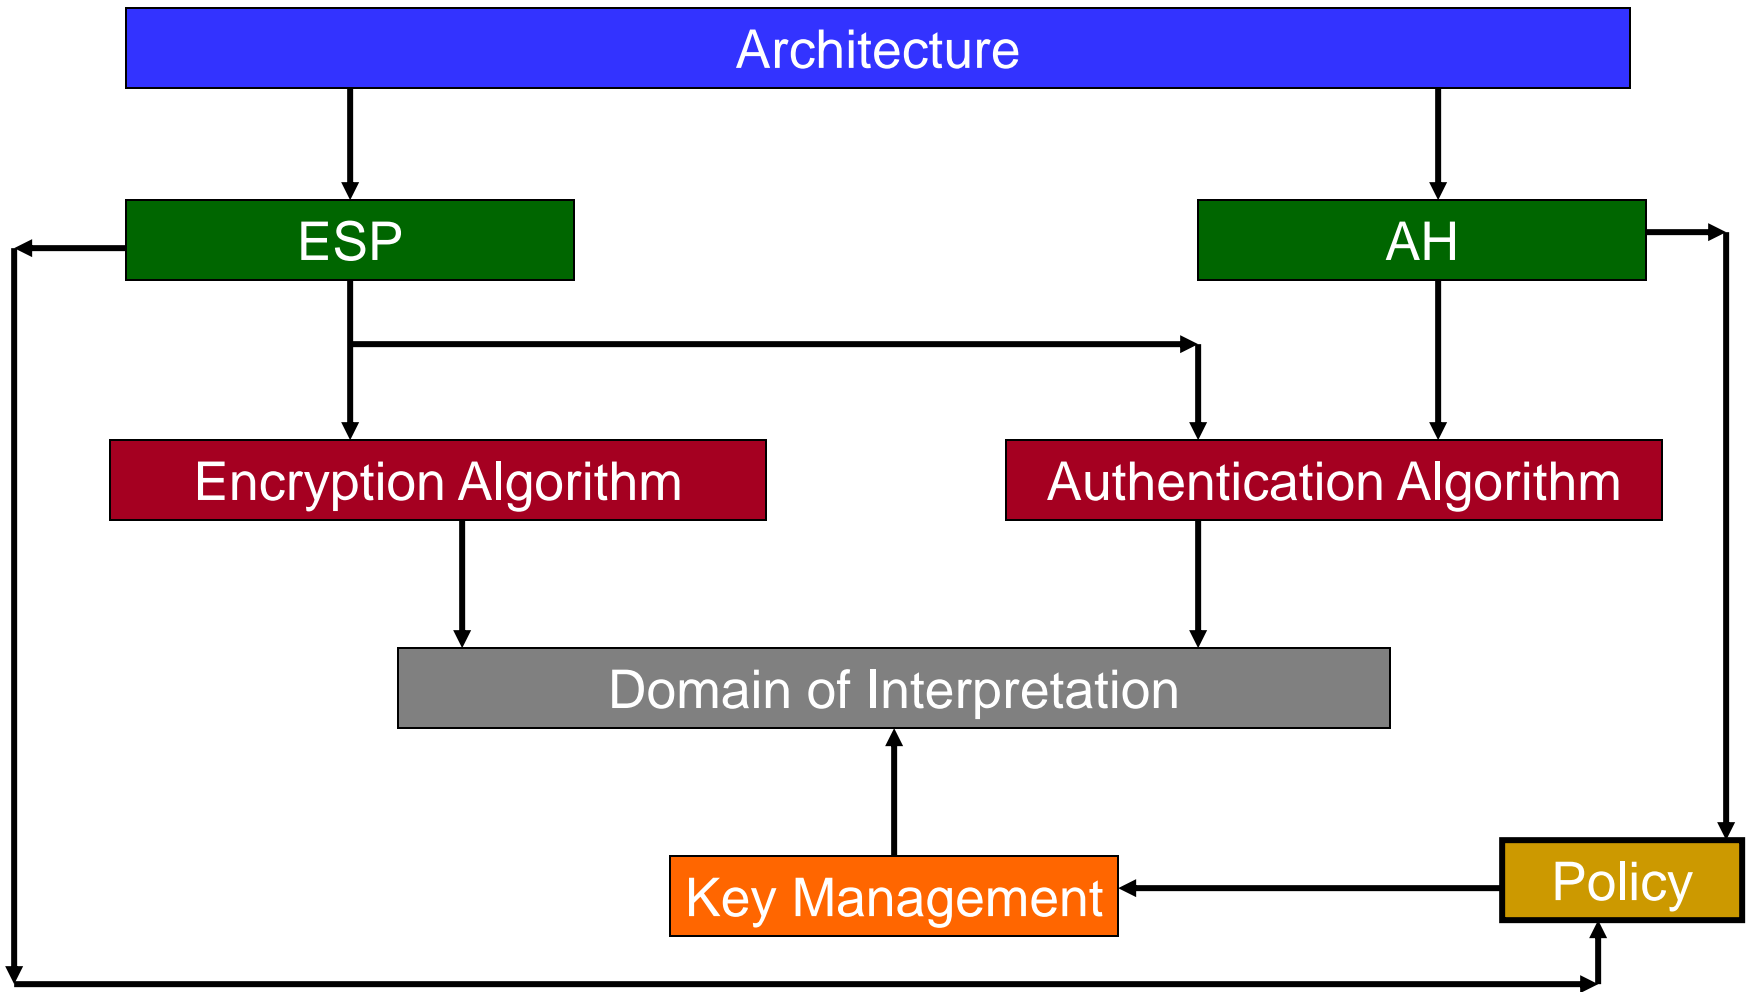 Architecture
ESP
AH
Encryption Algorithm
Authentication Algorithm
Domain of Interpretation
Key Management
Policy